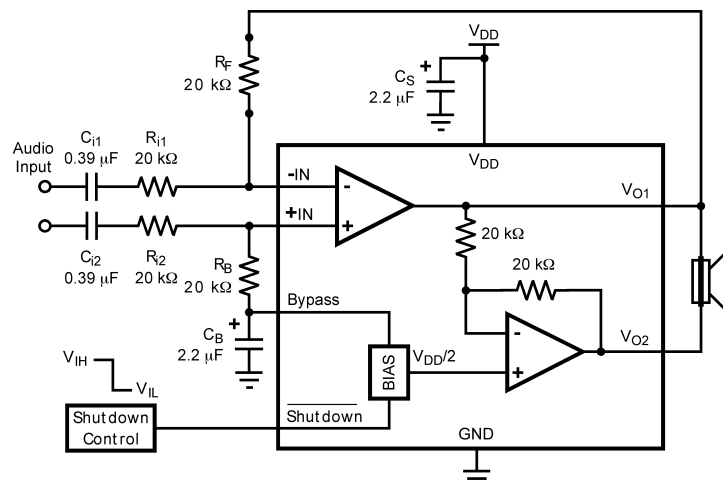 V_DD
R_F
20 kΩ
C_S
2.2 µF
Audio
Input
C_i1
0.39 µF
R_i1
20 kΩ
V_DD
-IN
-
V_O1
+IN
+
20 kΩ
C_i2
0.39 µF
R_i2
20 kΩ
R_B
20 kΩ
20 kΩ
Bypass
C_B
2.2 µF
-
V_O2
V_IH
V_IL
BIAS
V_DD/2
+
Shutdown
Shutdown
Control
GND
+
+